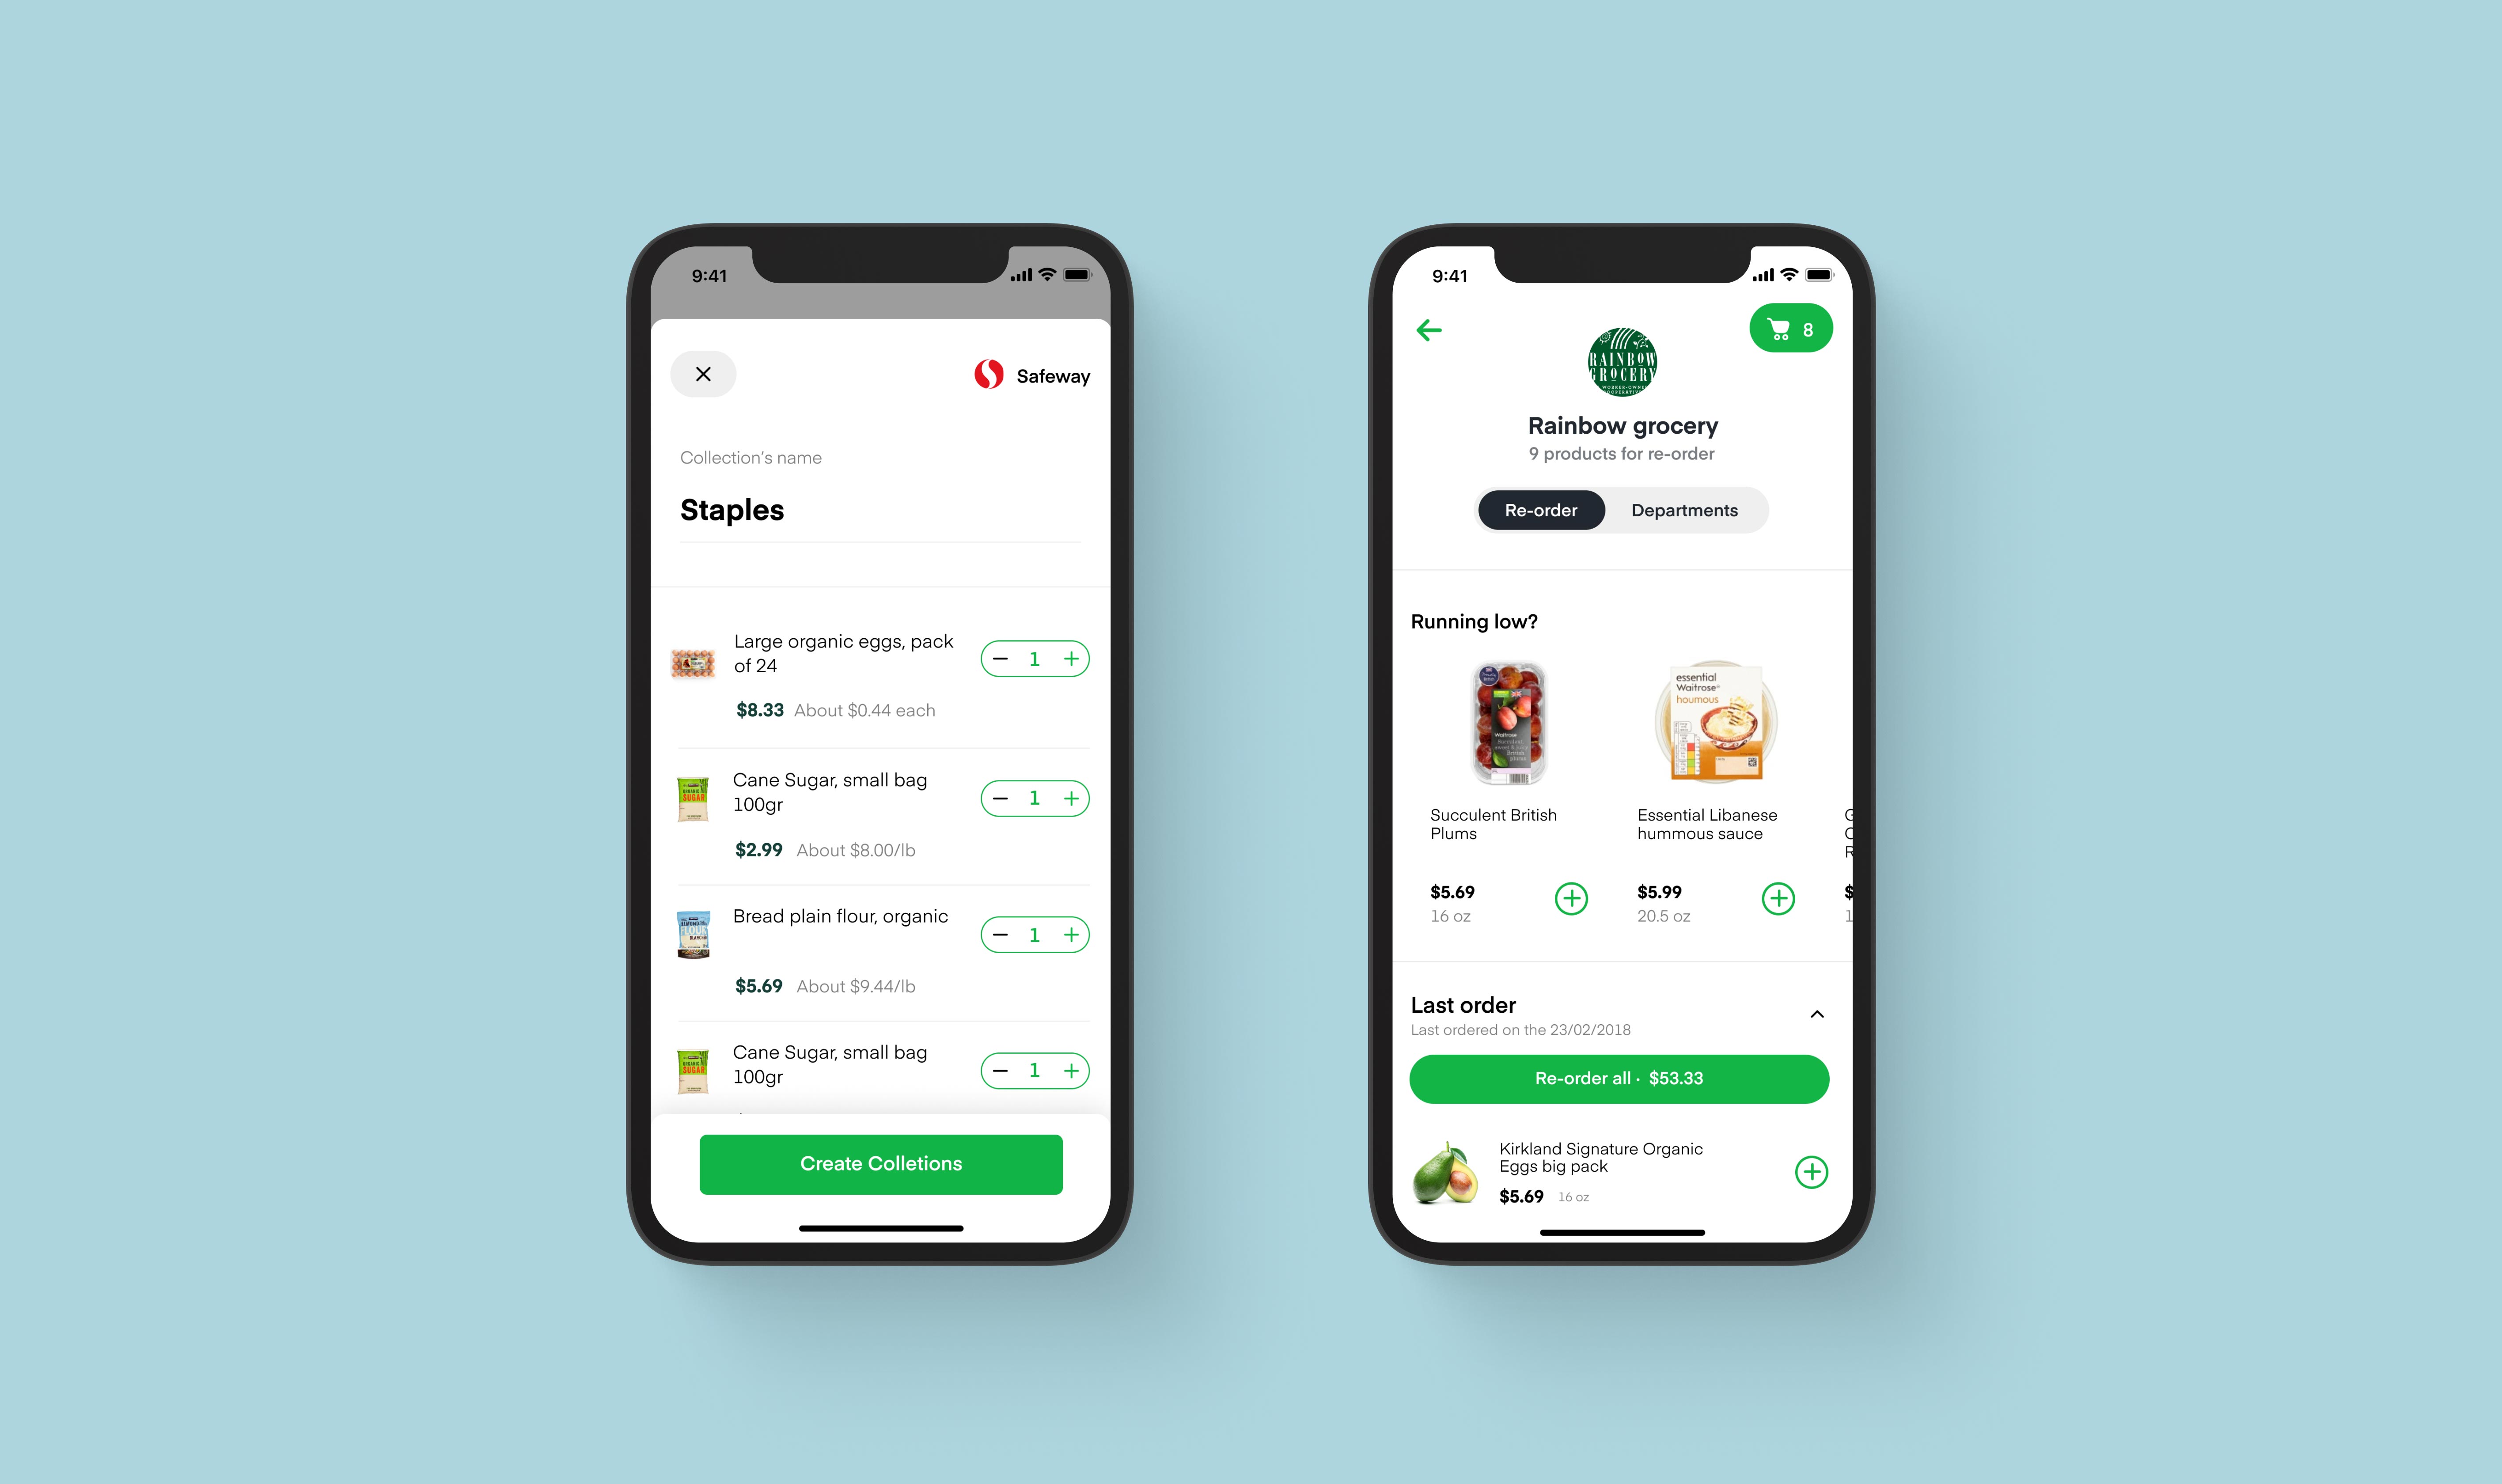 9:41
Safeway
Collection's name
Staples
Large organic eggs, pack
of 24
1
$8.33 About $0.44 each
Cane Sugar, small bag
100gr
1
$2.99 About $8.00/lb
Bread plain flour, organic
1
$5.69 About $9.44/lb
Cane Sugar, small bag
100gr
1
Create Colletions
9:41
8
RAINBOW
GROCERY
Rainbow grocery
9 products for re-order
Re-order
Departments
Running low?
Waitrose
essential
Waitrose
houmous
Succulent British
Plums
$5.69
16 oz
Essential Libanese
hummous sauce
$5.99
20.5 oz
Last order
Last ordered on the 23/02/2018
Re-order all · $53.33
Kirkland Signature Organic
Eggs big pack
$5.69 16 oz